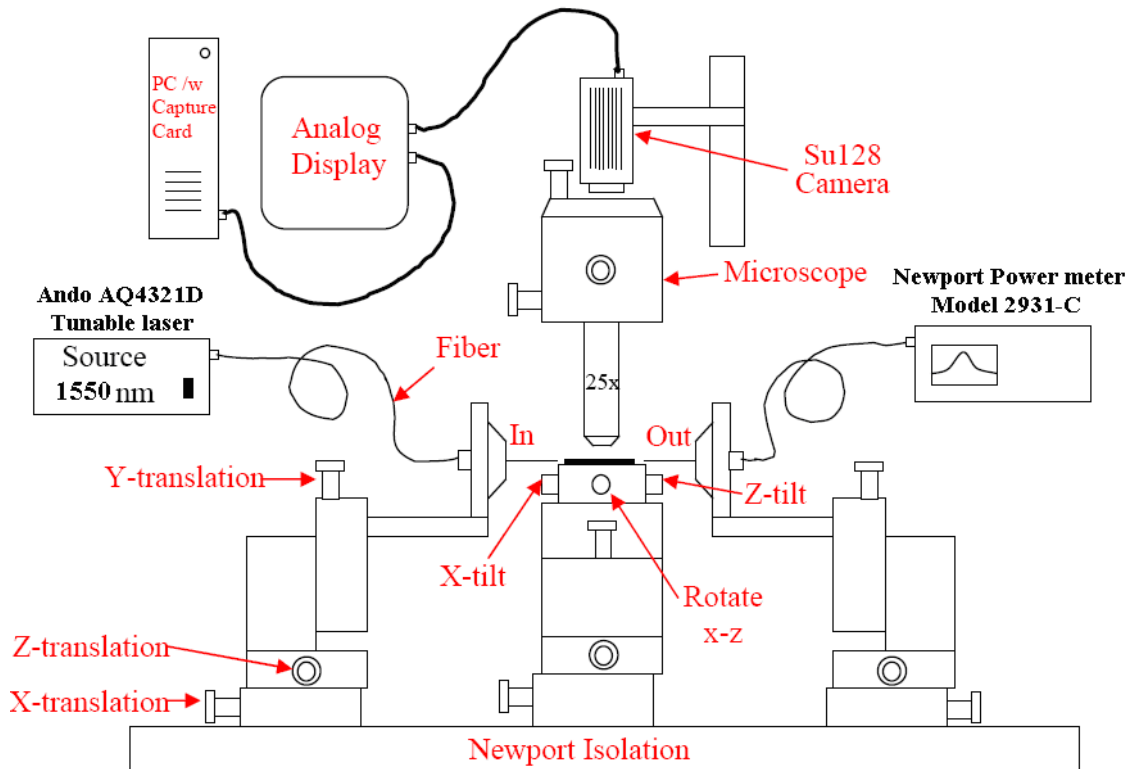 PC /w
Capture
Card
Analog
Display
Su128
Camera
Microscope
Ando AQ4321D
Tunable laser
Source
1550 nm
Fiber
Newport Power meter
Model 2931-C
25x
In
Out
Y-translation
Z-tilt
X-tilt
Rotate
x-z
Z-translation
X-translation
Newport Isolation